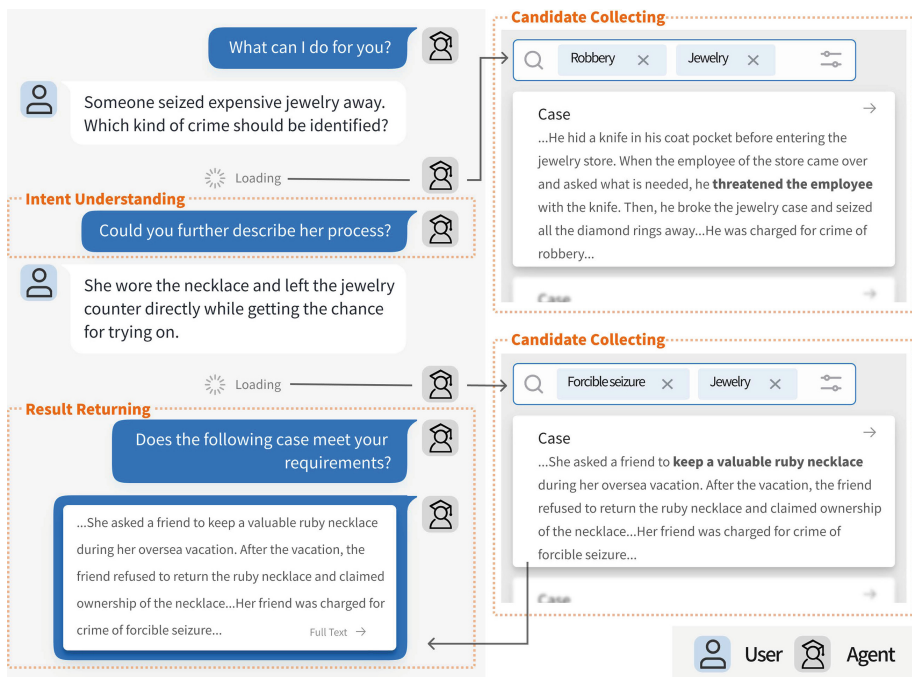 What can I do for you?
Someone seized expensive jewelry away.
Which kind of crime should be identified?
Loading
Intent Understanding
Could you further describe her process?
She wore the necklace and left the jewelry
counter directly while getting the chance
for trying on.
Loading
Result Returning
Does the following case meet your
requirements?
...She asked a friend to keep a valuable ruby necklace
during her oversea vacation. After the vacation, the
friend refused to return the ruby necklace and claimed
ownership of the necklace...Her friend was charged for
crime of forcible seizure...
Full Text
Candidate Collecting
Robbery
Jewelry
Case
...He hid a knife in his coat pocket before entering the
jewelry store. When the employee of the store came over
and asked what is needed, he threatened the employee
with the knife. Then, he broke the jewelry case and seized
all the diamond rings away...He was charged for crime of
robbery...
Case
Candidate Collecting
Forcible seizure
Jewelry
Case
...She asked a friend to keep a valuable ruby necklace
during her oversea vacation. After the vacation, the friend
refused to return the ruby necklace and claimed ownership
of the necklace...Her friend was charged for crime of
forcible seizure...
Case
User
Agent